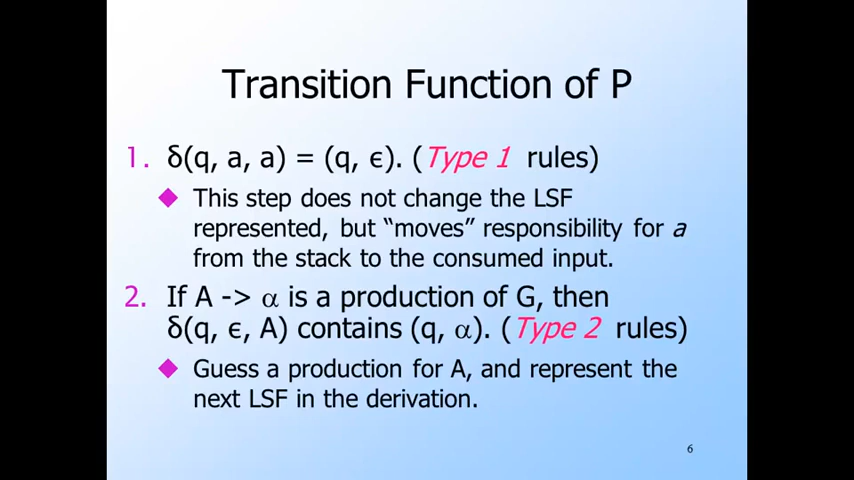 Transition Function of P
1. δ(q, a, a) = (q, ϵ). (Type 1 rules)
◆ This step does not change the LSF
represented, but “moves” responsibility for a
from the stack to the consumed input.
2. If A -> α is a production of G, then
δ(q, ϵ, A) contains (q, α). (Type 2 rules)
◆ Guess a production for A, and represent the
next LSF in the derivation.
6